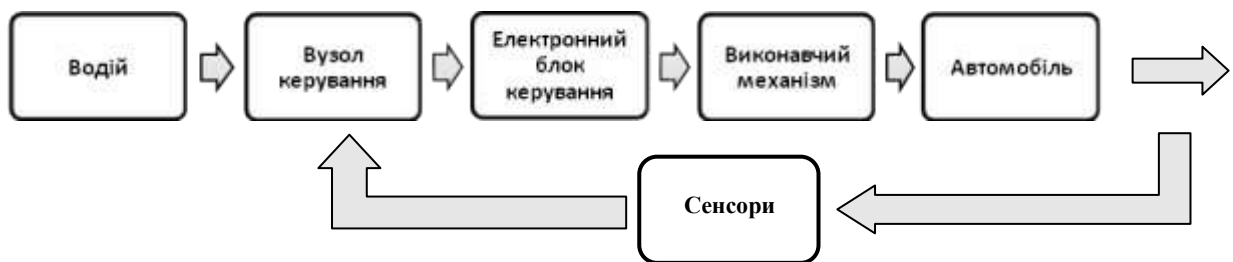 Водій
Вузол
керування
Електронний
блок
керування
Виконавчий
механізм
Автомобіль
Сенсори